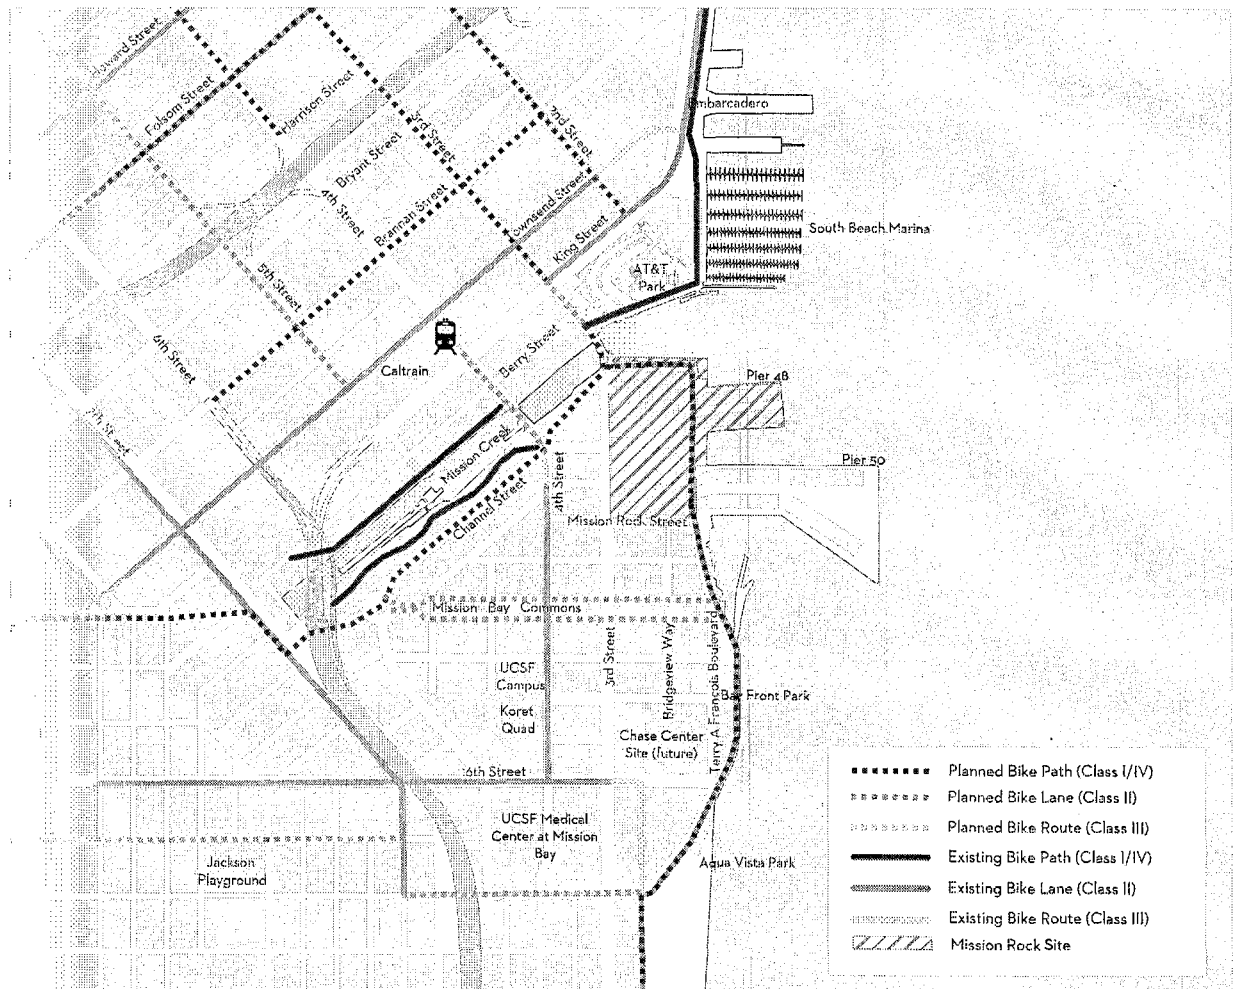 Howard Street
Folsom Street
Harrison Street
3rd Street
2nd Street
Embarcadero
Bryant Street
4th Street
Brannan Street
Townsend Street
King Street
South Beach Marina
AT&T
Park
5th Street
6th Street
Caltrain
Berry Street
Pier 48
7th Street
Mission Creek
4th Street
Pier 50
Channel Street
Mission Rock Street
Mission Bay Commons
3rd Street
Bridgeview Way
Terry A Francois Boulevard
UCSF
Campus
Koret
Quad
Bay Front Park
Chase Center
Site (future)
16th Street
UCSF Medical
Center at Mission
Bay
Jackson
Playground
Agua Vista Park
Planned Bike Path (Class I/IV)
Planned Bike Lane (Class II)
Planned Bike Route (Class III)
Existing Bike Path (Class I/IV)
Existing Bike Lane (Class II)
Existing Bike Route (Class III)
Mission Rock Site